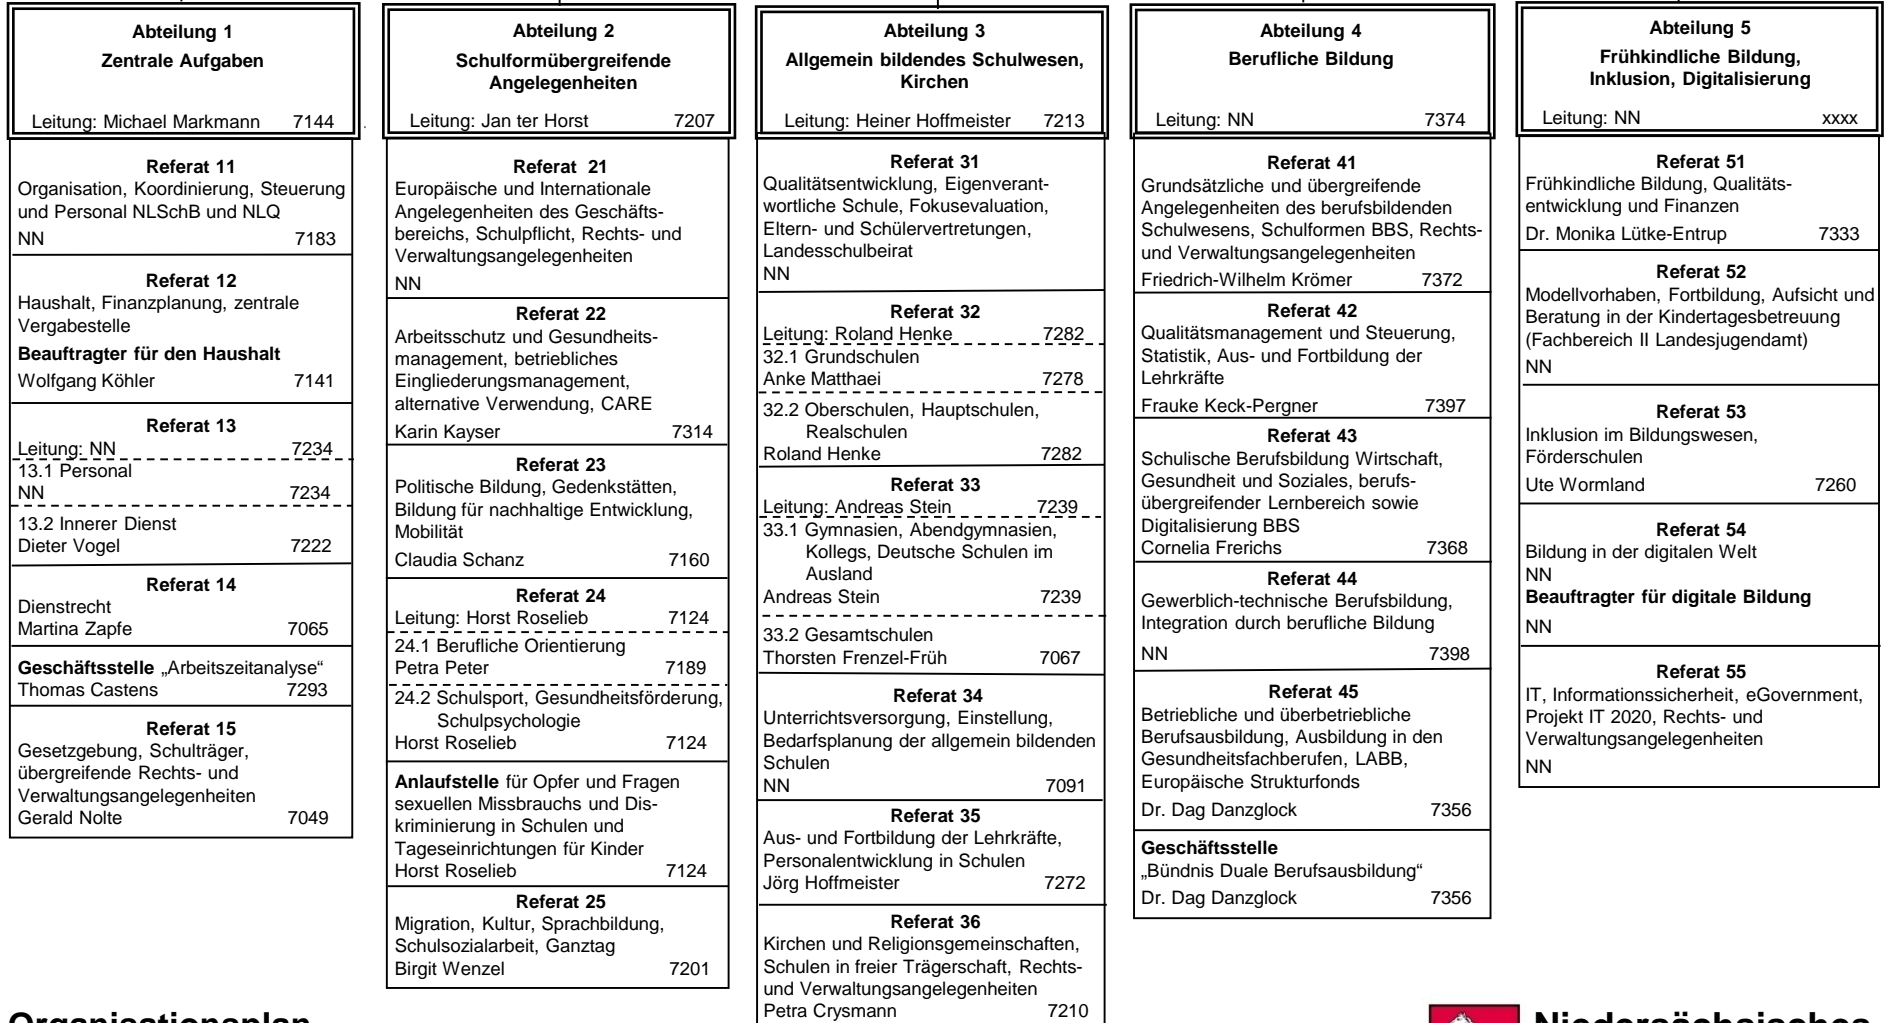 Abteilung 1
Zentrale Aufgaben
Leitung: Michael Markmann 7144
Referat 11
Organisation, Koordinierung, Steuerung
und Personal NLSchB und NLQ
NN 7183
Referat 12
Haushalt, Finanzplanung, zentrale
Vergabestelle
Beauftragter für den Haushalt
Wolfgang Köhler 7141
Referat 13
Leitung: NN 7234
13.1 Personal
NN 7234
13.2 Innerer Dienst
Dieter Vogel 7222
Referat 14
Dienstrecht
Martina Zapfe 7065
Geschäftsstelle „Arbeitszeitanalyse“
Thomas Castens 7293
Referat 15
Gesetzgebung, Schulträger,
übergreifende Rechts- und
Verwaltungsangelegenheiten
Gerald Nolte 7049
Abteilung 2
Schulformübergreifende
Angelegenheiten
Leitung: Jan ter Horst 7207
Referat 21
Europäische und Internationale
Angelegenheiten des Geschäfts-
bereichs, Schulpflicht, Rechts- und
Verwaltungsangelegenheiten
NN
Referat 22
Arbeitsschutz und Gesundheits-
management, betriebliches
Eingliederungsmanagement,
alternative Verwendung, CARE
Karin Kayser 7314
Referat 23
Politische Bildung, Gedenkstätten,
Bildung für nachhaltige Entwicklung,
Mobilität
Claudia Schanz 7160
Referat 24
Leitung: Horst Roselieb 7124
24.1 Berufliche Orientierung
Petra Peter 7189
24.2 Schulsport, Gesundheitsförderung,
Schulpsychologie
Horst Roselieb 7124
Anlaufstelle für Opfer und Fragen
sexuellen Missbrauchs und Dis-
kriminierung in Schulen und
Tageseinrichtungen für Kinder
Horst Roselieb 7124
Referat 25
Migration, Kultur, Sprachbildung,
Schulsozialarbeit, Ganztag
Birgit Wenzel 7201
Abteilung 3
Allgemein bildendes Schulwesen,
Kirchen
Leitung: Heiner Hoffmeister 7213
Referat 31
Qualitätsentwicklung, Eigenverant-
wortliche Schule, Fokusevaluation,
Eltern- und Schülervertretungen,
Landesschulbeirat
NN
Referat 32
Leitung: Roland Henke 7282
32.1 Grundschulen
Anke Matthaei 7278
32.2 Oberschulen, Hauptschulen,
Realschulen
Roland Henke 7282
Referat 33
Leitung: Andreas Stein 7239
33.1 Gymnasien, Abendgymnasien,
Kollegs, Deutsche Schulen im
Ausland
Andreas Stein 7239
33.2 Gesamtschulen
Thorsten Frenzel-Früh 7067
Referat 34
Unterrichtsversorgung, Einstellung,
Bedarfsplanung der allgemein bildenden
Schulen
NN 7091
Referat 35
Aus- und Fortbildung der Lehrkräfte,
Personalentwicklung in Schulen
Jörg Hoffmeister 7272
Referat 36
Kirchen und Religionsgemeinschaften,
Schulen in freier Trägerschaft, Rechts-
und Verwaltungsangelegenheiten
Petra Crysmann 7210
Abteilung 4
Berufliche Bildung
Leitung: NN 7374
Referat 41
Grundsätzliche und übergreifende
Angelegenheiten des berufsbildenden
Schulwesens, Schulformen BBS, Rechts-
und Verwaltungsangelegenheiten
Friedrich-Wilhelm Krömer 7372
Referat 42
Qualitätsmanagement und Steuerung,
Statistik, Aus- und Fortbildung der
Lehrkräfte
Frauke Keck-Pergner 7397
Referat 43
Schulische Berufsbildung Wirtschaft,
Gesundheit und Soziales, berufs-
übergreifender Lernbereich sowie
Digitalisierung BBS
Cornelia Frerichs 7368
Referat 44
Gewerblich-technische Berufsbildung,
Integration durch berufliche Bildung
NN 7398
Referat 45
Betriebliche und überbetriebliche
Berufsausbildung, Ausbildung in den
Gesundheitsfachberufen, LABB,
Europäische Strukturfonds
Dr. Dag Danzglock 7356
Geschäftsstelle
„Bündnis Duale Berufsausbildung“
Dr. Dag Danzglock 7356
Abteilung 5
Frühkindliche Bildung,
Inklusion, Digitalisierung
Leitung: NN xxxx
Referat 51
Frühkindliche Bildung, Qualitäts-
entwicklung und Finanzen
Dr. Monika Lütke-Entrup 7333
Referat 52
Modellvorhaben, Fortbildung, Aufsicht und
Beratung in der Kindertagesbetreuung
(Fachbereich II Landesjugendamt)
NN
Referat 53
Inklusion im Bildungswesen,
Förderschulen
Ute Wormland 7260
Referat 54
Bildung in der digitalen Welt
NN
Beauftragter für digitale Bildung
NN
Referat 55
IT, Informationssicherheit, eGovernment,
Projekt IT 2020, Rechts- und
Verwaltungsangelegenheiten
NN
Organisationsplan
Niedersächsisches